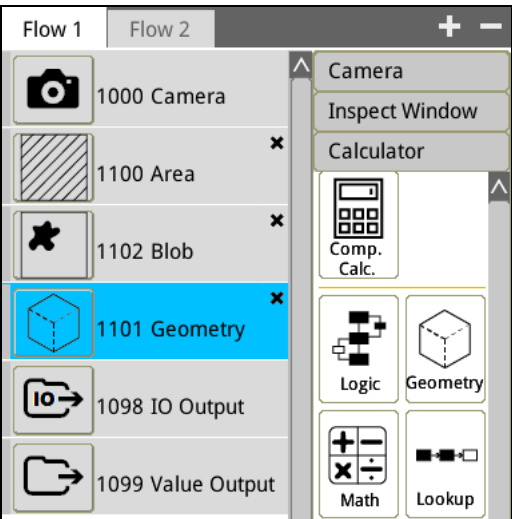 Flow 1
Flow 2
1000 Camera
1100 Area
1102 Blob
1101 Geometry
IO
1098 IO Output
1099 Value Output
Camera
Inspect Window
Calculator
Comp.
Calc.
Logic
Geometry
Math
Lookup